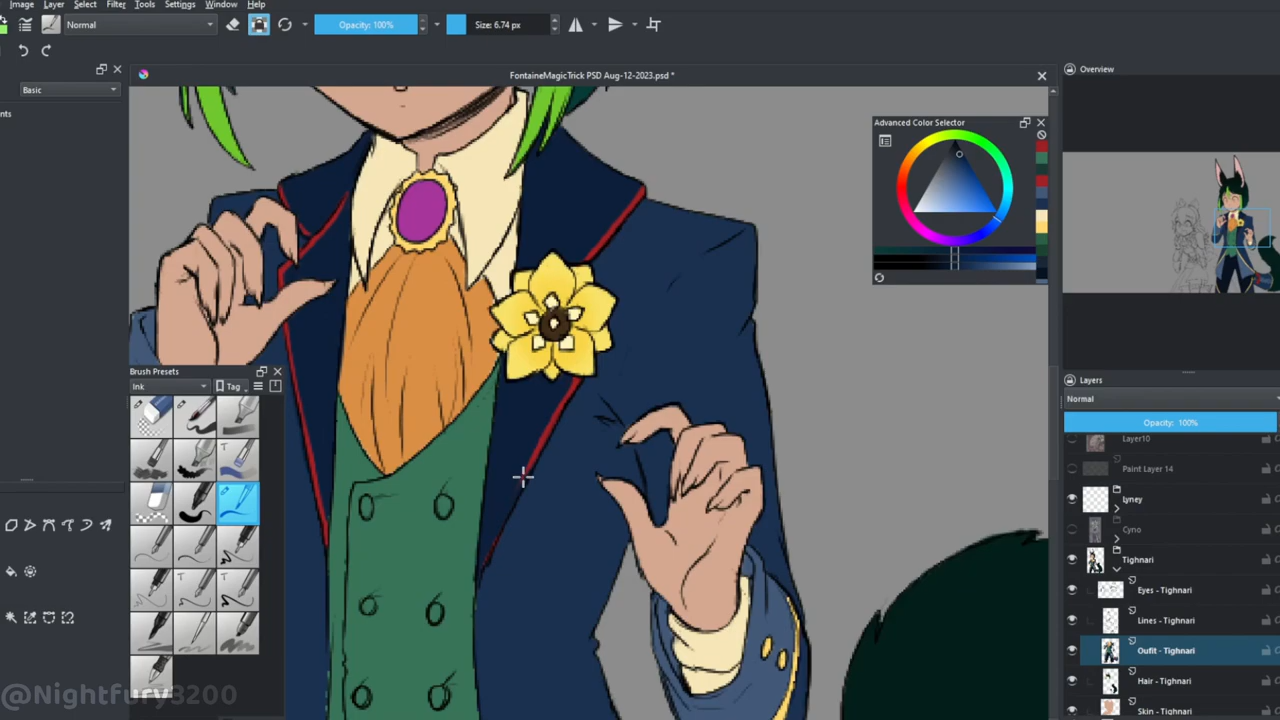 Image Layer Select Filter Tools Settings Window Help
Normal
Opacity: 100%
Size: 6.74 px
FontaineMagicTrick PSD Aug-12-2023.psd *
Overview
Basic
nts
Advanced Color Selector
Brush Presets
Ink
Tag
Layers
Normal
Opacity: 100%
Layer10
Paint Layer 14
Lyney
Cyno
Tighnari
Eyes - Tighnari
Lines - Tighnari
Oufit - Tighnari
Hair - Tighnari
Skin - Tighnari
@Nightfury3200